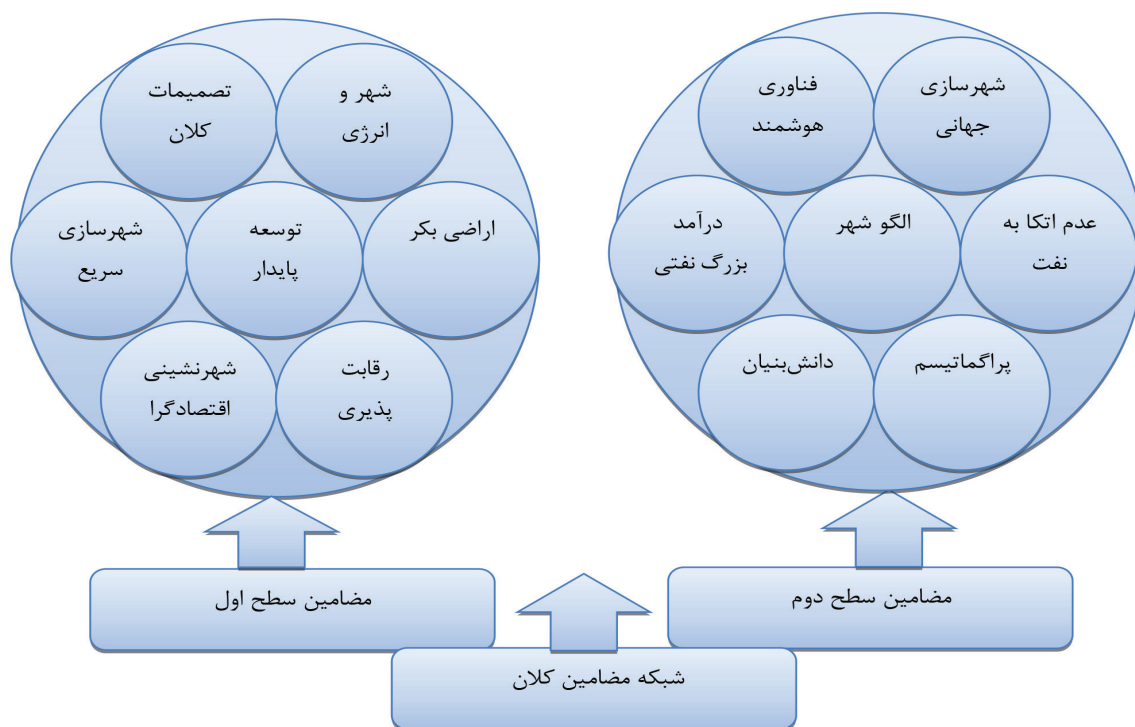 شهرسازی
جهانی
فناوری
هوشمند
عدم اتکا به
نفت
الگو شهر
درآمد
بزرگ نفتی
پراگماتیسم
دانش‌بنیان
مضامین سطح دوم
شهر و
انرژی
تصمیمات
کلان
اراضی بکر
توسعه
پایدار
شهرسازی
سریع
رقابت
پذیری
شهرنشینی
اقتصادگرا
مضامین سطح اول
شبکه مضامین کلان